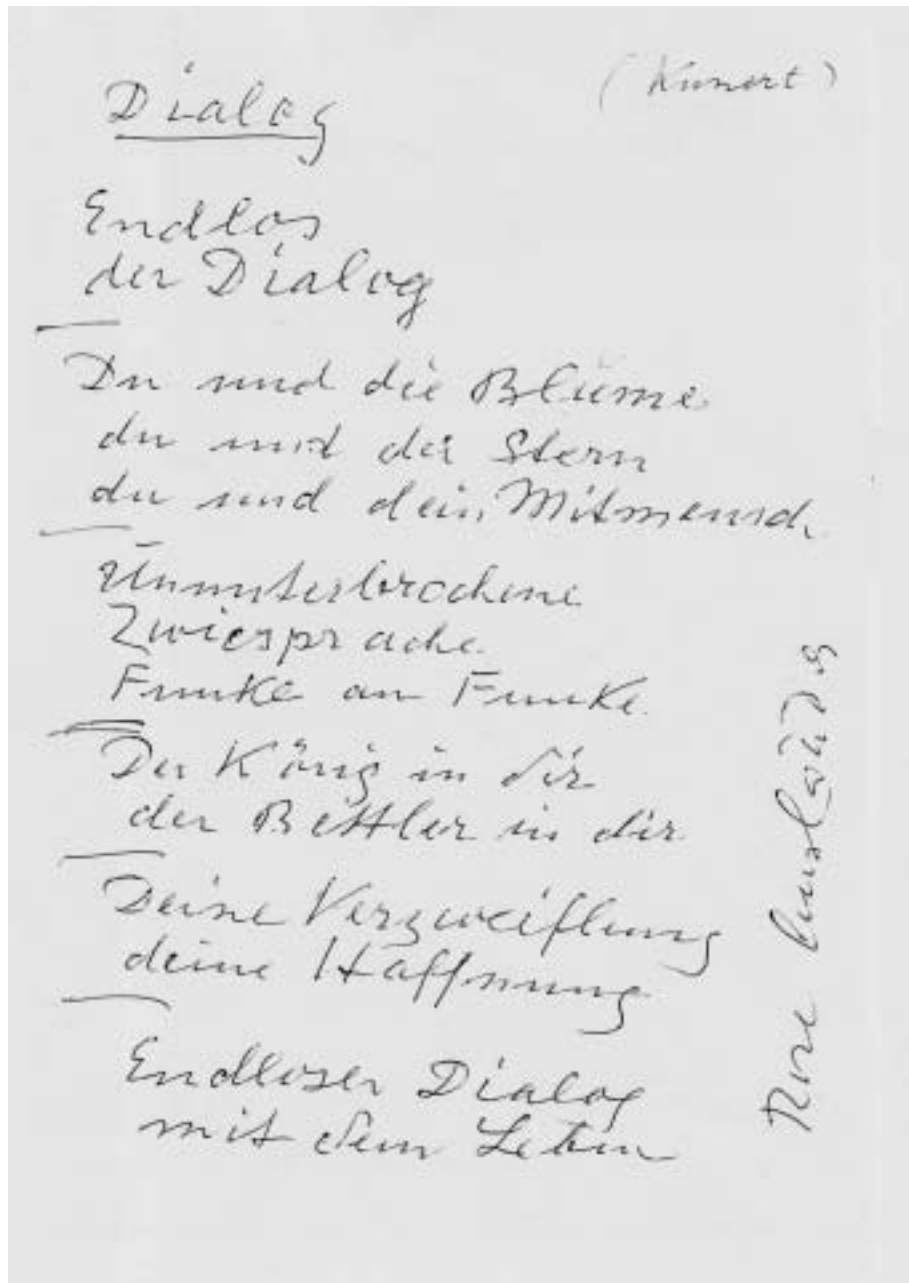 Dialog
(Kunert)
Endlos
der Dialog
Du und die Blume
du und der Stern
du und dein Mitmensch
Ununterbrochene
Zwiesprache
Funke an Funke
Der König in dir
der Bettler in dir
Deine Verzweiflung
deine Hoffnung
Endloser Dialog
mit dem Leben
Rose Ausländer